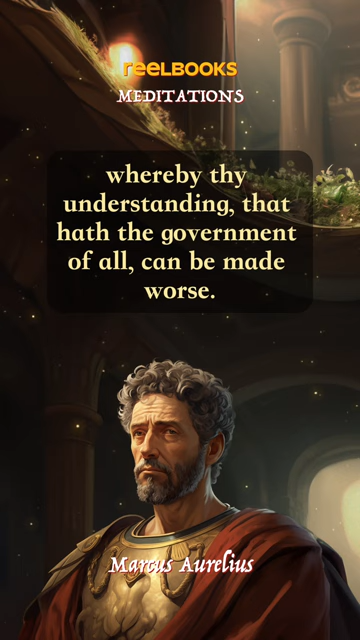 reelBOOKS
MEDITATIONS
whereby thy
understanding, that
hath the government
of all, can be made
worse.
Marcus Aurelius